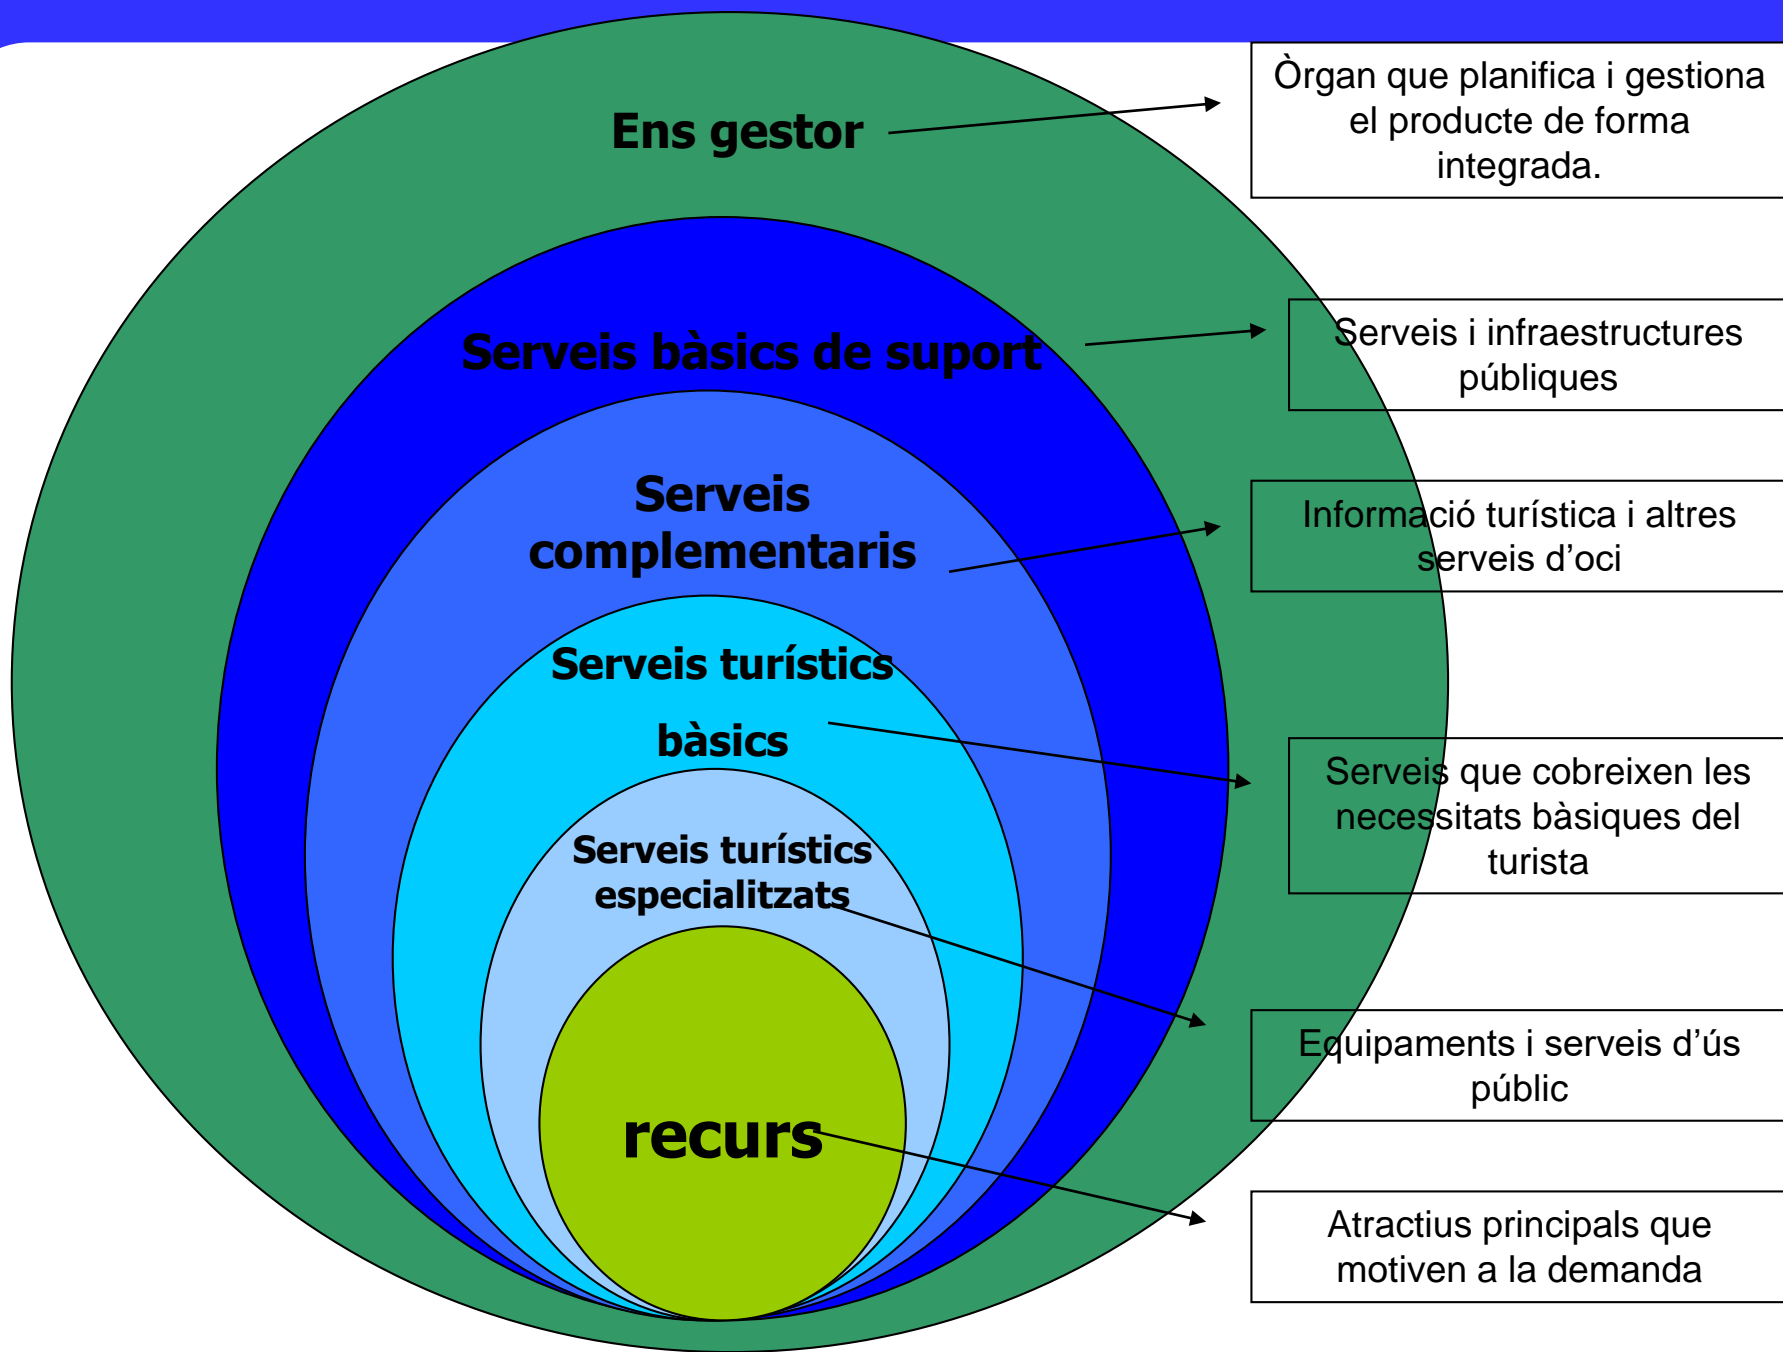 Ens gestor
Òrgan que planifica i gestiona
el producte de forma
integrada.
Serveis bàsics de suport
Serveis i infraestructures
públiques
Serveis
complementaris
Informació turística i altres
serveis d’oci
Serveis turístics
bàsics
Serveis que cobreixen les
necessitats bàsiques del
turista
Serveis turístics
especialitzats
Equipaments i serveis d’ús
públic
recurs
Atractius principals que
motiven a la demanda